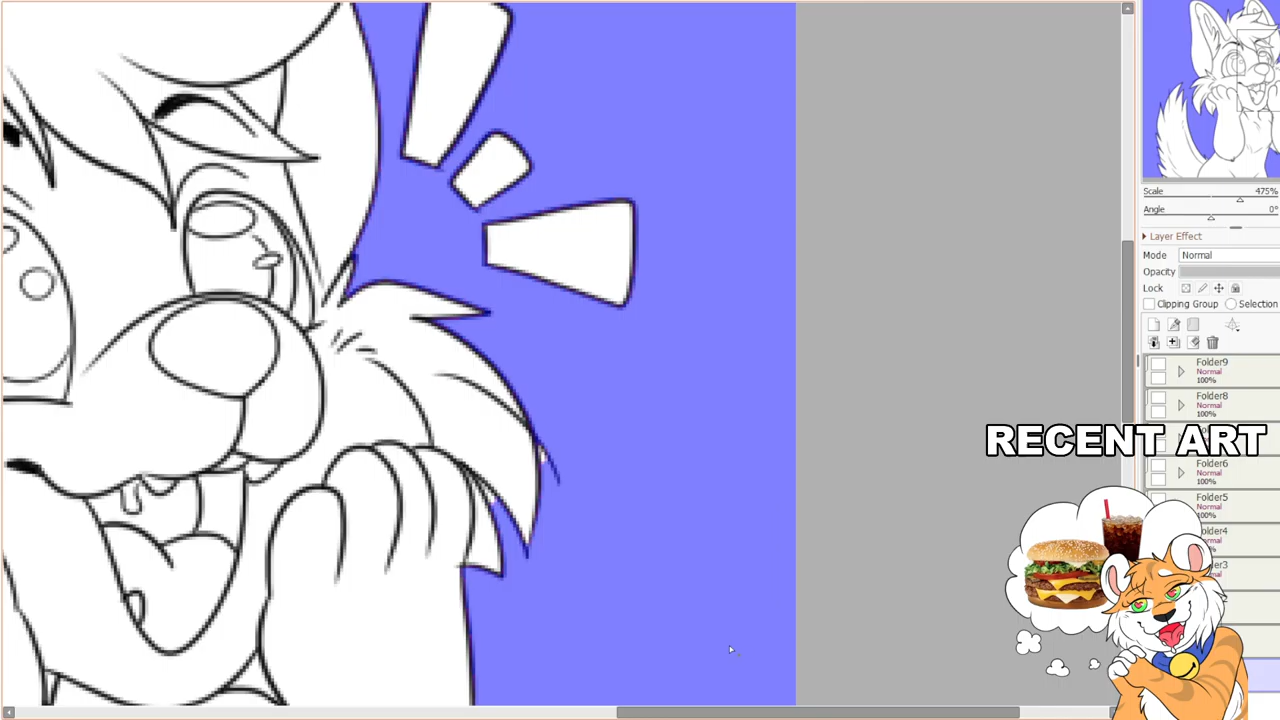 Scale 475%
Angle 0°
Layer Effect
Mode Normal
Opacity
Lock
Clipping Group Selection
Folder9
Normal
100%
Folder8
Normal
100%
RECENT ART
Folder6
Normal
100%
Folder5
Normal
100%